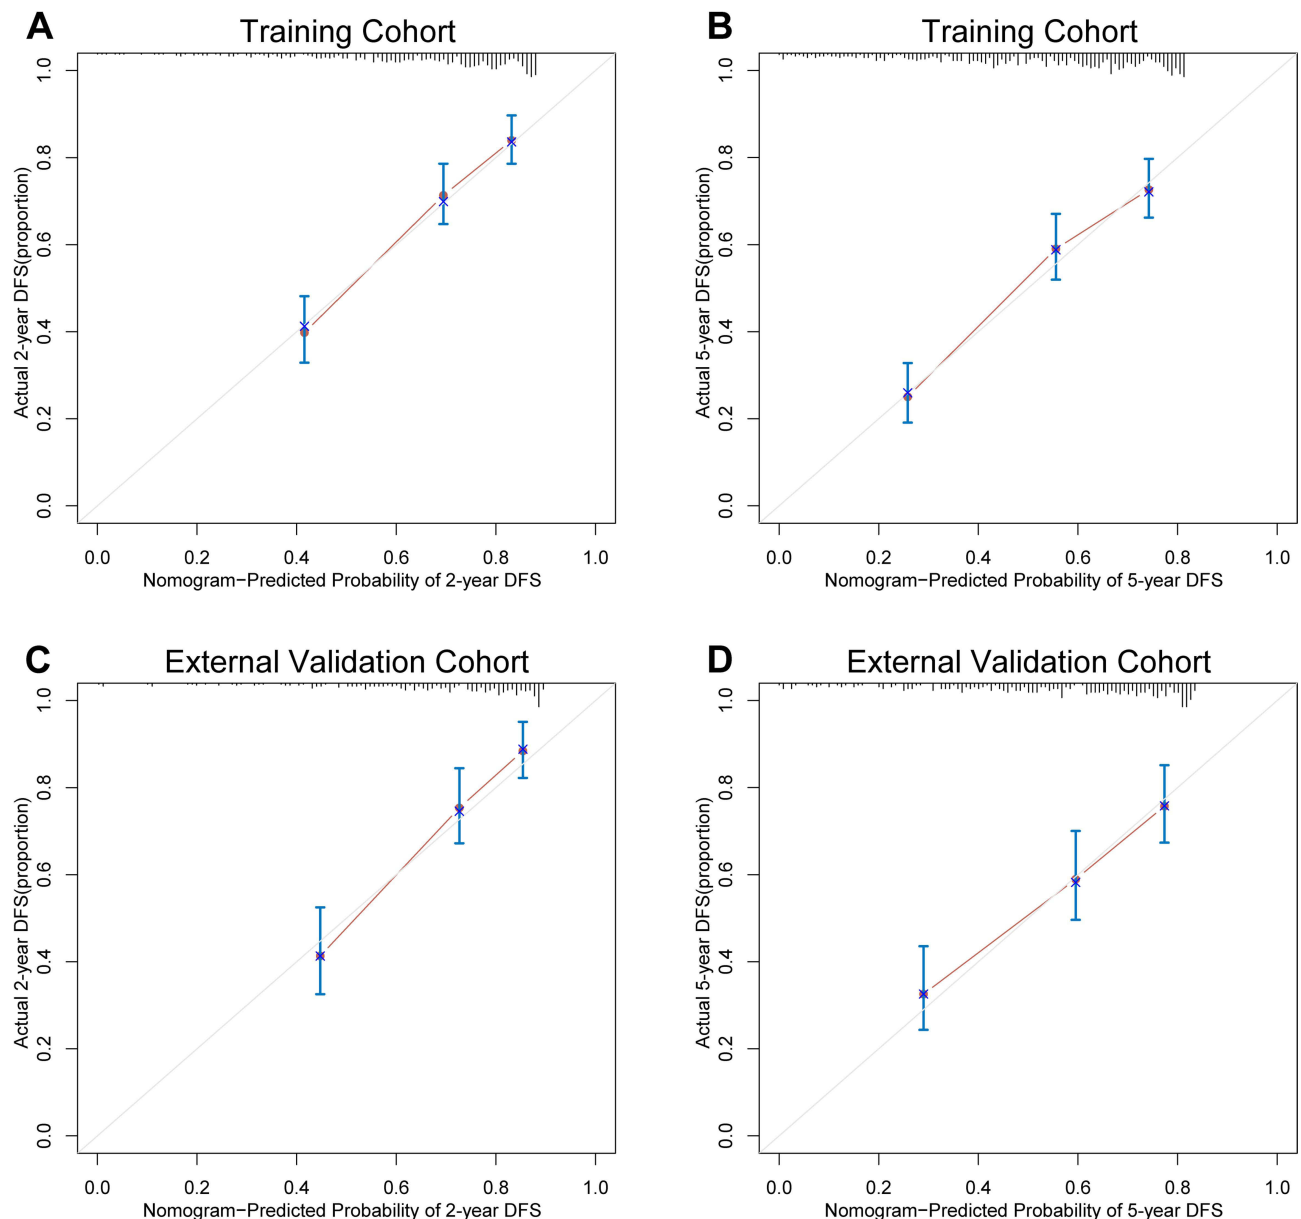 A
Training Cohort
1.0
0.8
0.6
0.4
0.2
0.0
Actual 2-year DFS(proportion)
0.0 0.2 0.4 0.6 0.8 1.0
Nomogram−Predicted Probability of 2-year DFS
B
Training Cohort
1.0
0.8
0.6
0.4
0.2
0.0
Actual 5-year DFS(proportion)
0.0 0.2 0.4 0.6 0.8 1.0
Nomogram−Predicted Probability of 5-year DFS
C
External Validation Cohort
1.0
0.8
0.6
0.4
0.2
0.0
Actual 2-year DFS(proportion)
0.0 0.2 0.4 0.6 0.8 1.0
Nomogram−Predicted Probability of 2-year DFS
D
External Validation Cohort
1.0
0.8
0.6
0.4
0.2
0.0
Actual 5-year DFS(proportion)
0.0 0.2 0.4 0.6 0.8 1.0
Nomogram−Predicted Probability of 5-year DFS